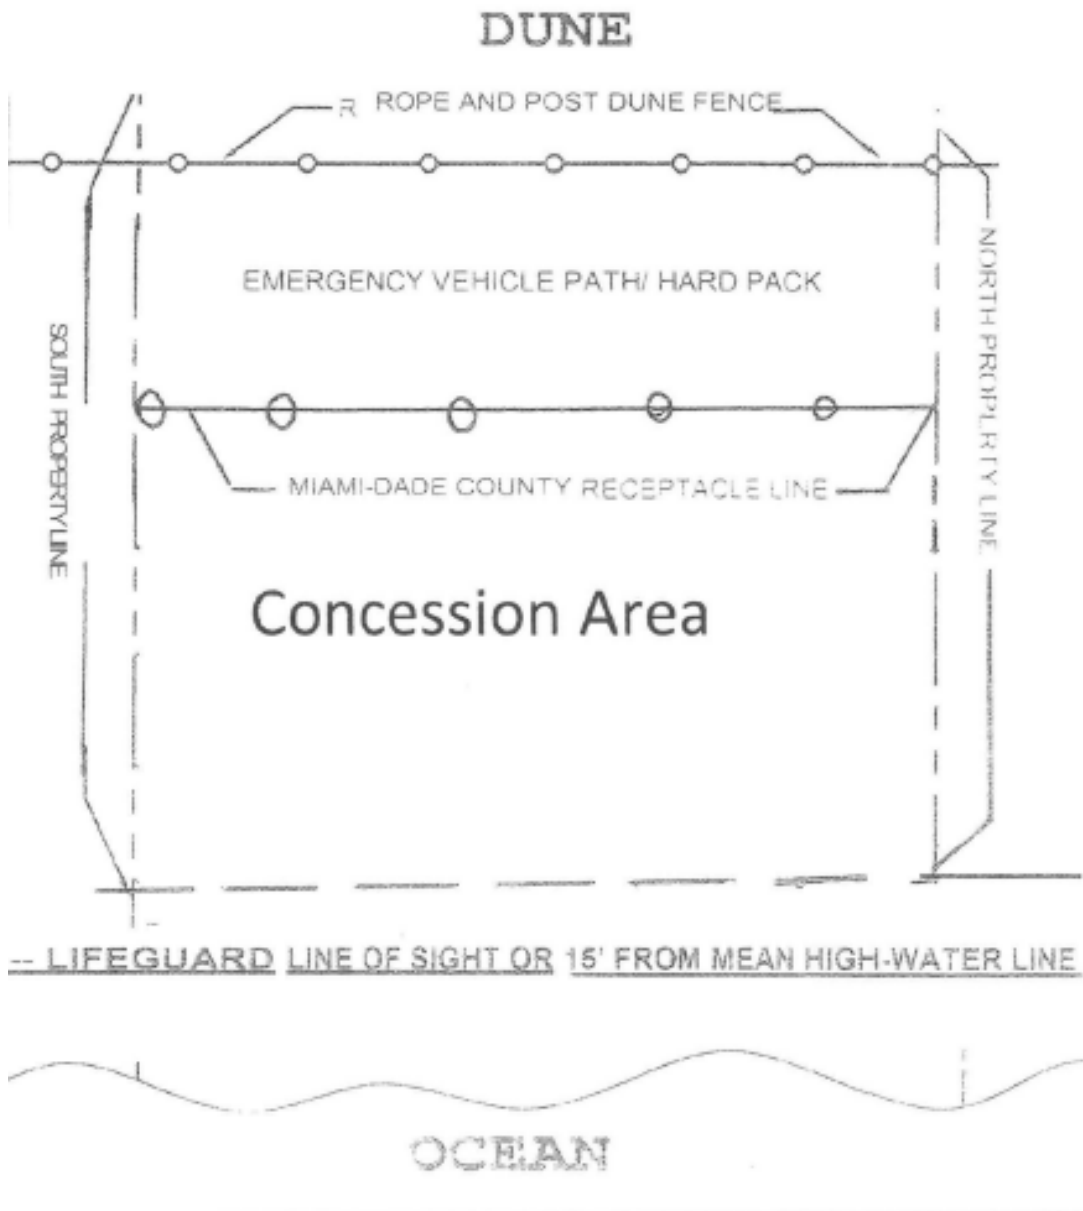 DUNE
R ROPE AND POST DUNE FENCE
EMERGENCY VEHICLE PATH/ HARD PACK
SOUTH PROPERTY LINE
NORTH PROPLRTY LINE
MIAMI-DADE COUNTY RECEPTACLE LINE
Concession Area
-- LIFEGUARD LINE OF SIGHT OR 15' FROM MEAN HIGH-WATER LINE
OCEAN